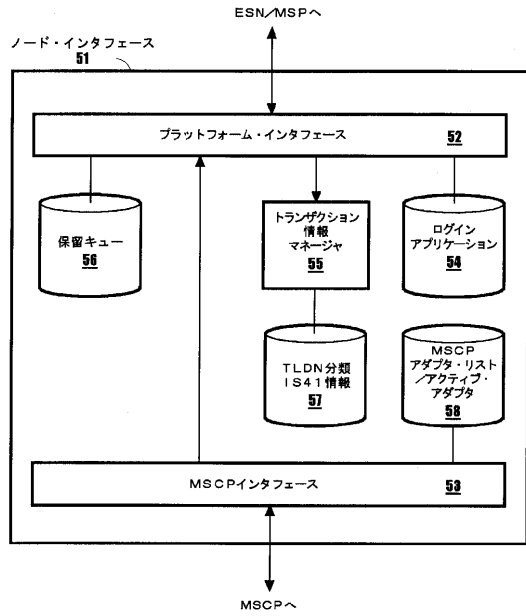 ESN/MSPへ
ノード・インタフェース
51
プラットフォーム・インタフェース 52
保留キュー
56
トランザクション
情報
マネージャ
55
ログイン
アプリケーション
54
TLDN分類
IS41情報
57
MSCP
アダプタ・リスト
/アクティブ・
アダプタ
58
MSCPインタフェース 53
MSCPへ